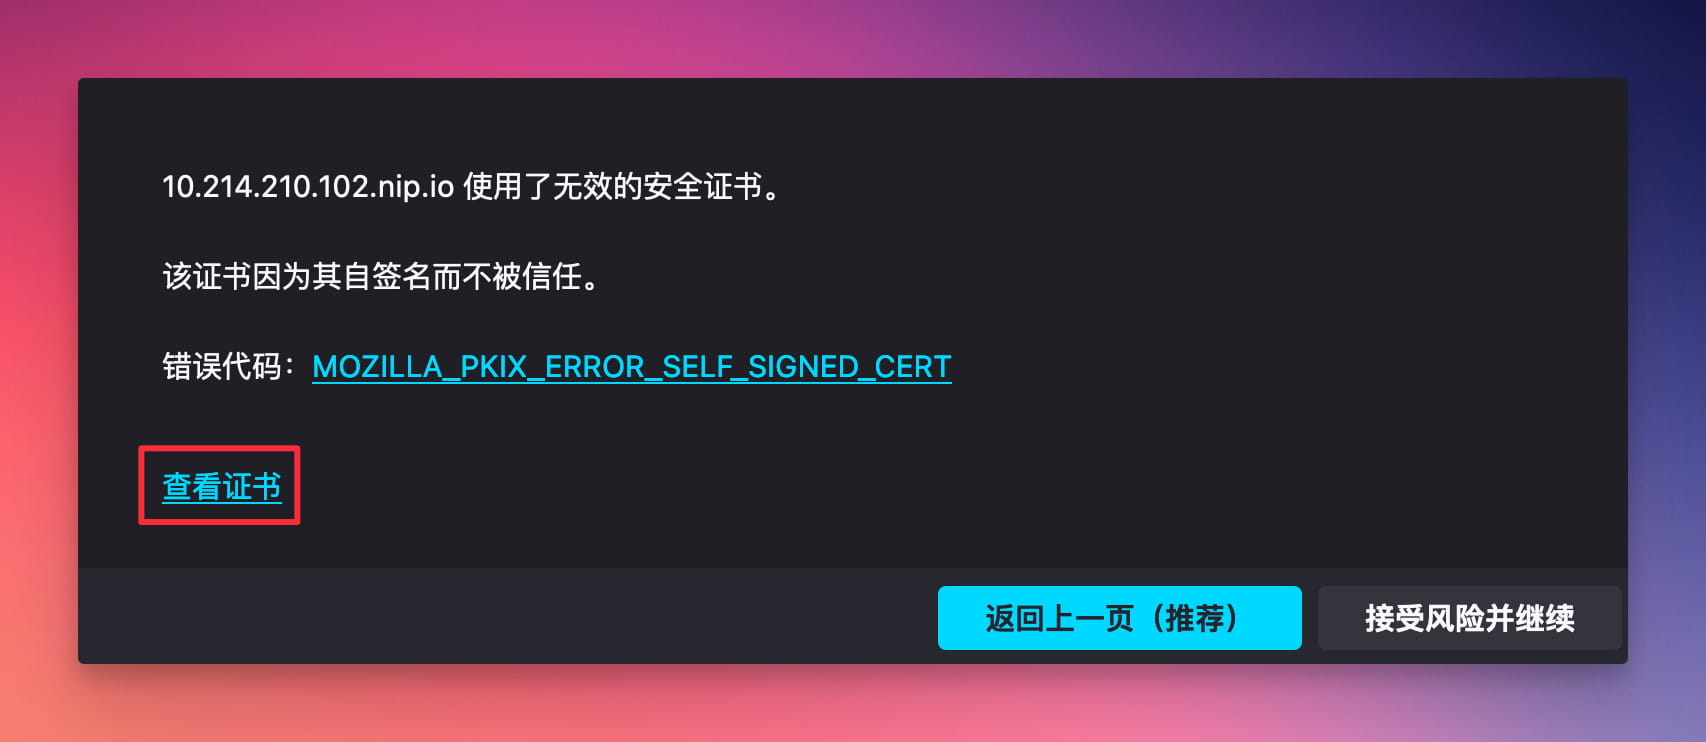 10.214.210.102.nip.io 使用了无效的安全证书。
该证书因为其自签名而不被信任。
错误代码：MOZILLA_PKIX_ERROR_SELF_SIGNED_CERT
查看证书
返回上一页（推荐）
接受风险并继续